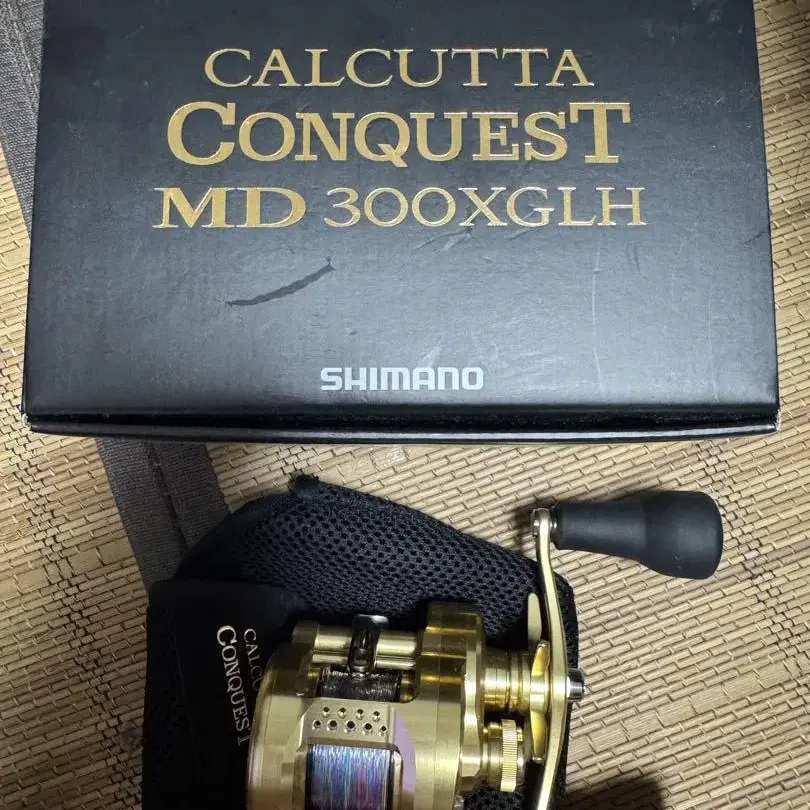 CALCUTTA
CONQUEST
MD 300XGLH
SHIMANO
CONQUEST